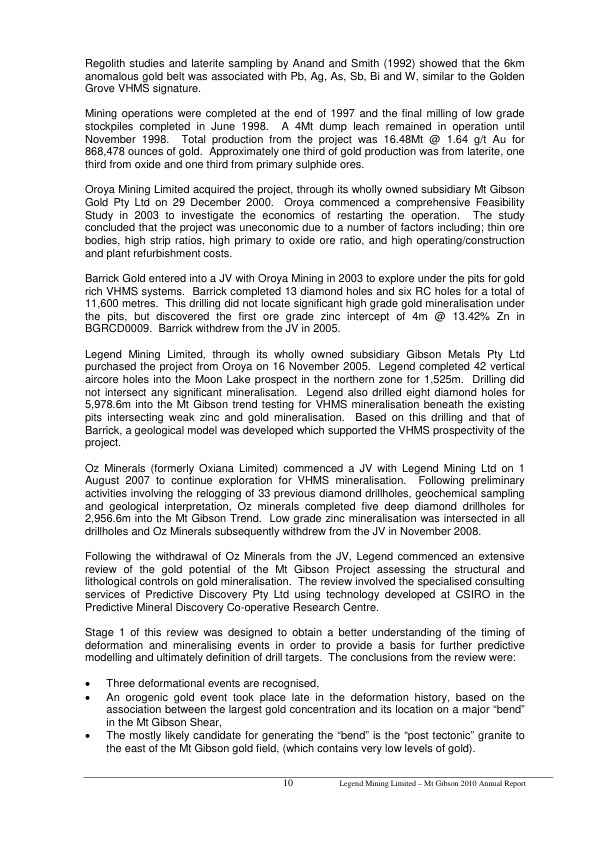 Regolith studies and laterite sampling by Anand and Smith (1992) showed that the 6km
anomalous gold belt was associated with Pb, Ag, As, Sb, Bi and W, similar to the Golden
Grove VHMS signature.
Mining operations were completed at the end of 1997 and the final milling of low grade
stockpiles completed in June 1998. A 4Mt dump leach remained in operation until
November 1998. Total production from the project was 16.48Mt @ 1.64 g/t Au for
868,478 ounces of gold. Approximately one third of gold production was from laterite, one
third from oxide and one third from primary sulphide ores.
Oroya Mining Limited acquired the project, through its wholly owned subsidiary Mt Gibson
Gold Pty Ltd on 29 December 2000. Oroya commenced a comprehensive Feasibility
Study in 2003 to investigate the economics of restarting the operation. The study
concluded that the project was uneconomic due to a number of factors including; thin ore
bodies, high strip ratios, high primary to oxide ore ratio, and high operating/construction
and plant refurbishment costs.
Barrick Gold entered into a JV with Oroya Mining in 2003 to explore under the pits for gold
rich VHMS systems. Barrick completed 13 diamond holes and six RC holes for a total of
11,600 metres. This drilling did not locate significant high grade gold mineralisation under
the pits, but discovered the first ore grade zinc intercept of 4m @ 13.42% Zn in
BGRCD0009. Barrick withdrew from the JV in 2005.
Legend Mining Limited, through its wholly owned subsidiary Gibson Metals Pty Ltd
purchased the project from Oroya on 16 November 2005. Legend completed 42 vertical
aircore holes into the Moon Lake prospect in the northern zone for 1,525m. Drilling did
not intersect any significant mineralisation. Legend also drilled eight diamond holes for
5,978.6m into the Mt Gibson trend testing for VHMS mineralisation beneath the existing
pits intersecting weak zinc and gold mineralisation. Based on this drilling and that of
Barrick, a geological model was developed which supported the VHMS prospectivity of the
project.
Oz Minerals (formerly Oxiana Limited) commenced a JV with Legend Mining Ltd on 1
August 2007 to continue exploration for VHMS mineralisation. Following preliminary
activities involving the relogging of 33 previous diamond drillholes, geochemical sampling
and geological interpretation, Oz minerals completed five deep diamond drillholes for
2,956.6m into the Mt Gibson Trend. Low grade zinc mineralisation was intersected in all
drillholes and Oz Minerals subsequently withdrew from the JV in November 2008.
Following the withdrawal of Oz Minerals from the JV, Legend commenced an extensive
review of the gold potential of the Mt Gibson Project assessing the structural and
lithological controls on gold mineralisation. The review involved the specialised consulting
services of Predictive Discovery Pty Ltd using technology developed at CSIRO in the
Predictive Mineral Discovery Co-operative Research Centre.
Stage 1 of this review was designed to obtain a better understanding of the timing of
deformation and mineralising events in order to provide a basis for further predictive
modelling and ultimately definition of drill targets. The conclusions from the review were:
• Three deformational events are recognised,
• An orogenic gold event took place late in the deformation history, based on the
association between the largest gold concentration and its location on a major “bend”
in the Mt Gibson Shear,
• The mostly likely candidate for generating the “bend” is the “post tectonic” granite to
the east of the Mt Gibson gold field, (which contains very low levels of gold).
10 Legend Mining Limited – Mt Gibson 2010 Annual Report